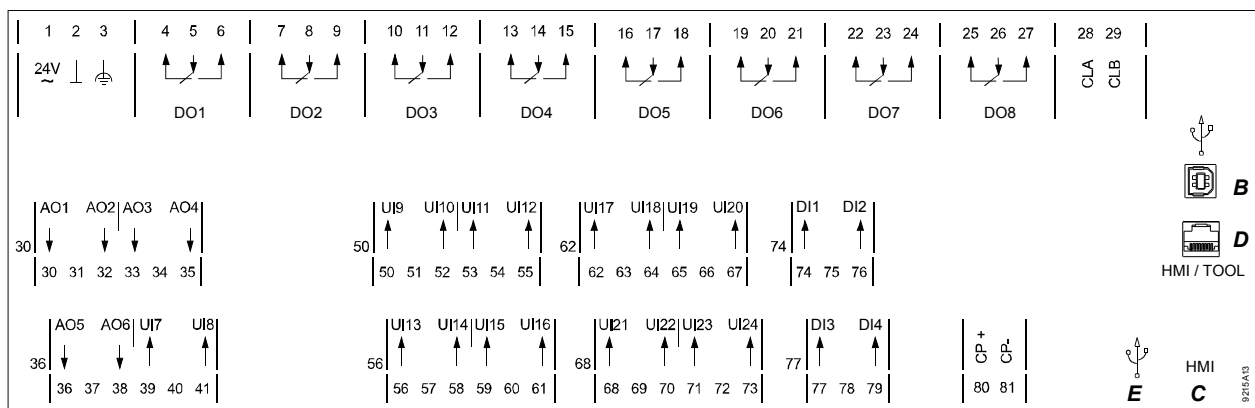 1 2 3 4 5 6 7 8 9 10 11 12 13 14 15 16 17 18 19 20 21 22 23 24 25 26 27 28 29
24V ~ CLA CLB
DO1 DO2 DO3 DO4 DO5 DO6 DO7 DO8
B
AO1 AO2 AO3 AO4 UI9 UI10 UI11 UI12 UI17 UI18 UI19 UI20 DI1 DI2
30 50 62 74 D
30 31 32 33 34 35 50 51 52 53 54 55 62 63 64 65 66 67 74 75 76 HMI / TOOL
AO5 AO6 UI7 UI8 UI13 UI14 UI15 UI16 UI21 UI22 UI23 UI24 DI3 DI4 CP + CP-
36 56 68 77 HMI
36 37 38 39 40 41 56 57 58 59 60 61 68 69 70 71 72 73 77 78 79 80 81 E C
9215A13